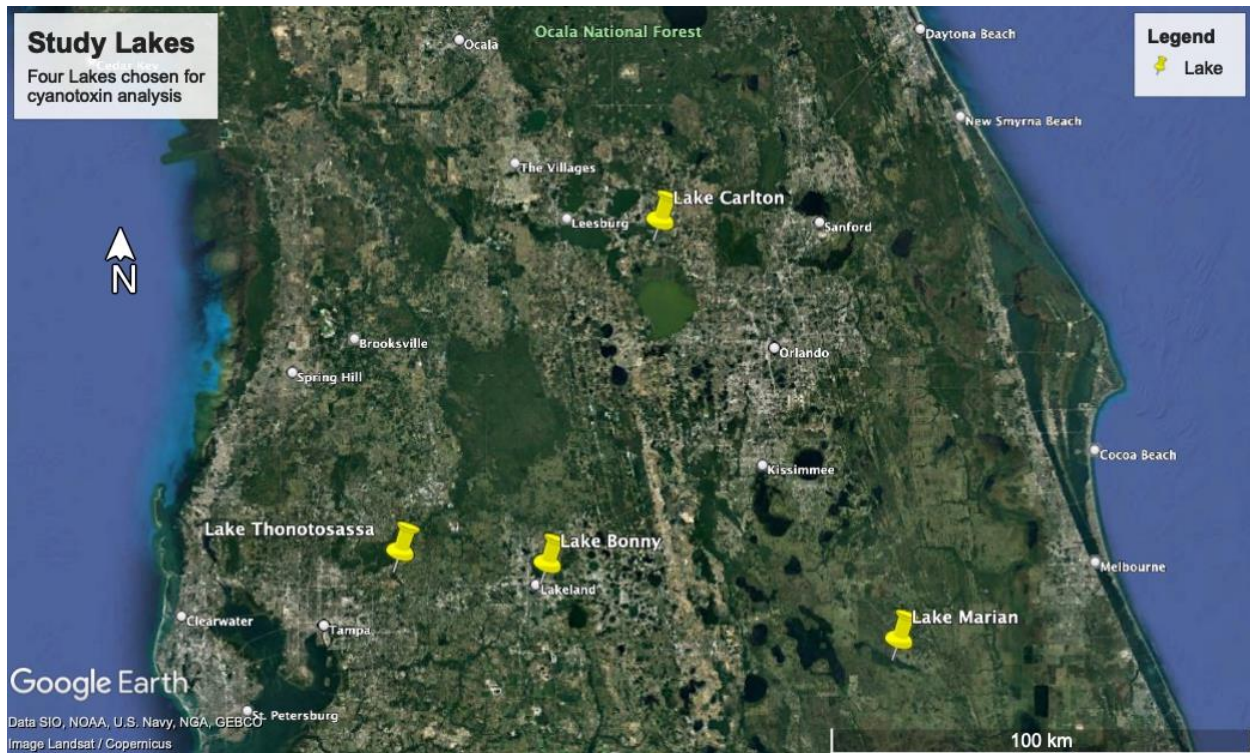 Study Lakes
Cedar Key
Four Lakes chosen for
cyanotoxin analysis
Ocala
Ocala National Forest
Daytona Beach
Legend
Lake
New Smyrna Beach
The Villages
Lake Carlton
Leesburg
Sanford
N
Brooksville
Orlando
Spring Hill
Kissimmee
Cocoa Beach
Lake Thonotosassa
Lake Bonny
Lakeland
Melbourne
Lake Marian
Clearwater
Tampa
Google Earth
St. Petersburg
Data SIO, NOAA, U.S. Navy, NGA, GEBCO
Image Landsat / Copernicus
100 km